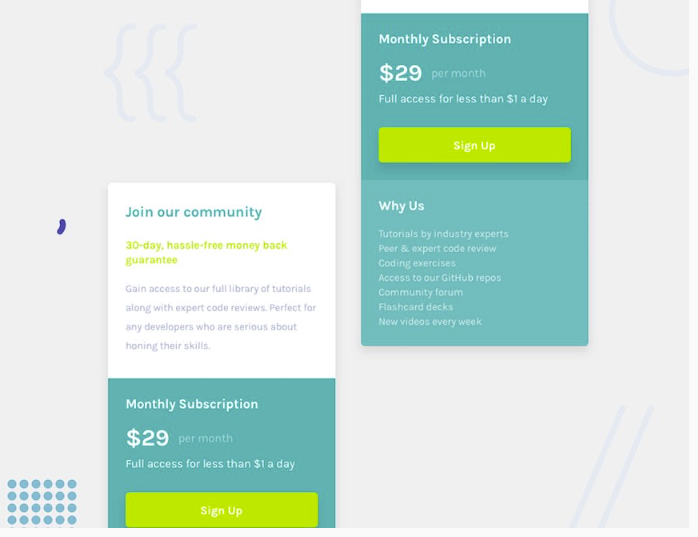 Join our community
30-day, hassle-free money back
guarantee
Gain access to our full library of tutorials
along with expert code reviews. Perfect for
any developers who are serious about
honing their skills.
Monthly Subscription
$29 per month
Full access for less than $1 a day
Sign Up
Monthly Subscription
$29 per month
Full access for less than $1 a day
Sign Up
Why Us
Tutorials by industry experts
Peer & expert code review
Coding exercises
Access to our GitHub repos
Community forum
Flashcard decks
New videos every week